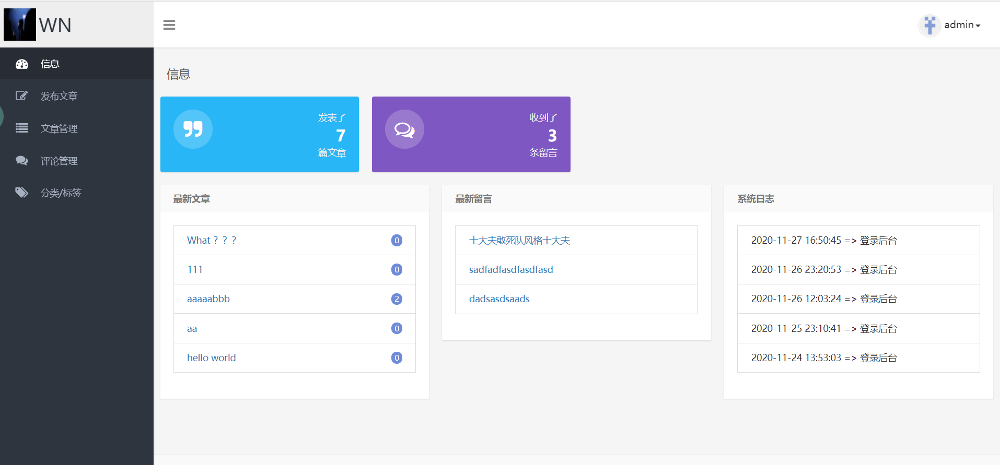 WN
admin
信息
发布文章
文章管理
评论管理
分类/标签
信息
发表了
7
篇文章
收到了
3
条留言
最新文章
What？？？ 0
111 0
aaaaabbb 2
aa 0
hello world 0
最新留言
士大夫敢死队风格士大夫
sadfadfasdfasdfasd
dadsasdsaads
系统日志
2020-11-27 16:50:45 => 登录后台
2020-11-26 23:20:53 => 登录后台
2020-11-26 12:03:24 => 登录后台
2020-11-25 23:10:41 => 登录后台
2020-11-24 13:53:03 => 登录后台